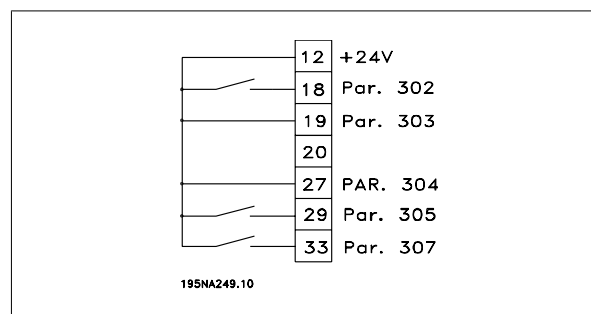 12 +24V
18 Par. 302
19 Par. 303
20
27 PAR. 304
29 Par. 305
33 Par. 307
195NA249.10